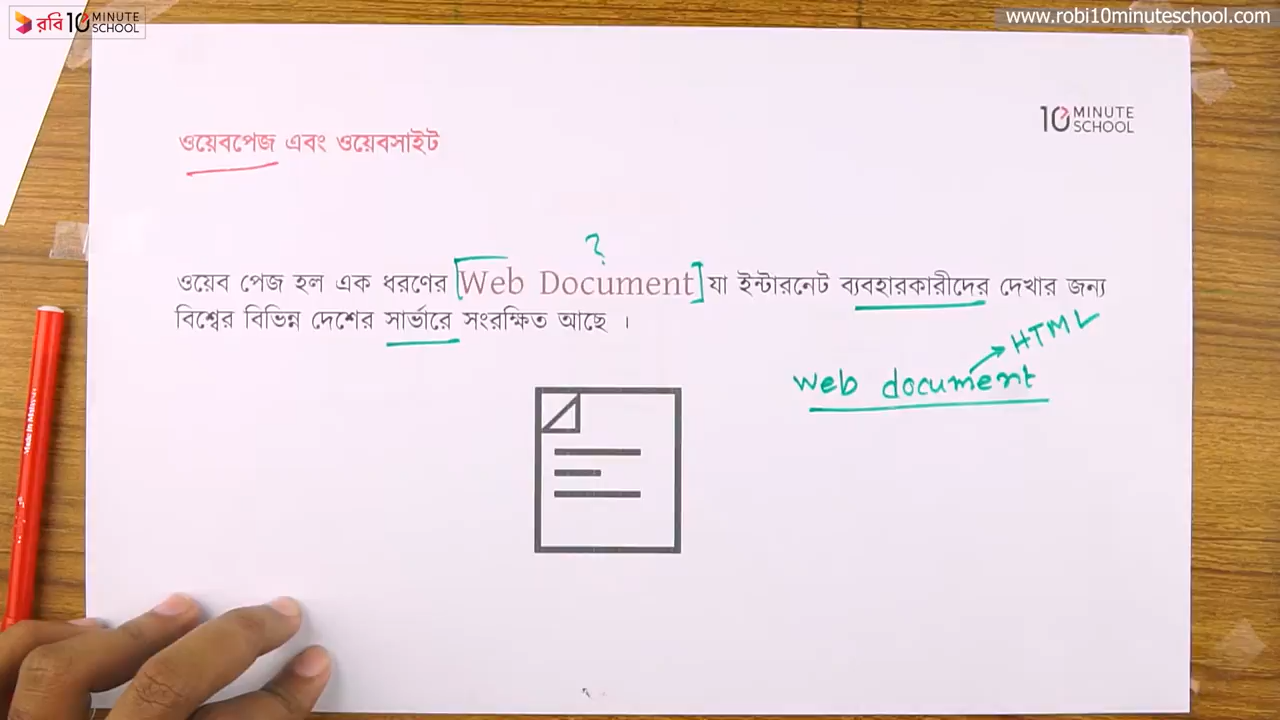 রবি 10 MINUTE SCHOOL
www.robi10minuteschool.com
10 MINUTE SCHOOL
ওয়েবপেজ এবং ওয়েবসাইট
?
ওয়েব পেজ হল এক ধরণের [Web Document] যা ইন্টারনেট ব্যবহারকারীদের দেখার জন্য
বিশ্বের বিভিন্ন দেশের সার্ভারে সংরক্ষিত আছে ।
HTML
Web document